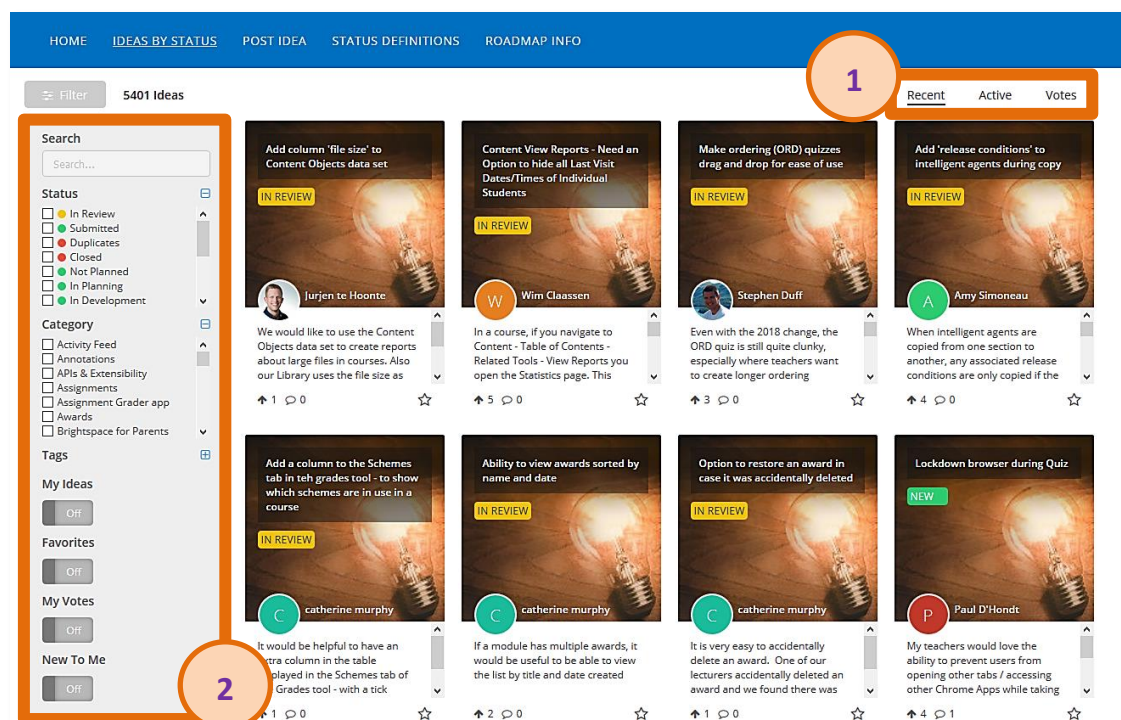 HOME IDEAS BY STATUS POST IDEA STATUS DEFINITIONS ROADMAP INFO
1
Filter 5401 Ideas
Recent Active Votes
Search
Search...
Status
In Review
Submitted
Duplicates
Closed
Not Planned
In Planning
In Development
Category
Activity Feed
Annotations
APIs & Extensibility
Assignments
Assignment Grader app
Awards
Brightspace for Parents
Tags
My Ideas
Off
Favorites
Off
My Votes
Off
New To Me
Off
2
Add column 'file size' to
Content Objects data set
IN REVIEW
Jurjen te Hoonte
We would like to use the Content
Objects data set to create reports
about large files in courses. Also
our Library uses the file size as
1 0
Content View Reports - Need an
Option to hide all Last Visit
Dates/Times of Individual
Students
IN REVIEW
W
Wim Claassen
In a course, if you navigate to
Content - Table of Contents -
Related Tools - View Reports you
open the Statistics page. This
5 0
Make ordering (ORD) quizzes
drag and drop for ease of use
IN REVIEW
Stephen Duff
Even with the 2018 change, the
ORD quiz is still quite clunky,
especially where teachers want
to create longer ordering
3 0
Add 'release conditions' to
intelligent agents during copy
IN REVIEW
A
Amy Simoneau
When intelligent agents are
copied from one section to
another, any associated release
conditions are only copied if the
4 0
Add a column to the Schemes
tab in teh grades tool - to show
which schemes are in use in a
course
IN REVIEW
C
catherine murphy
It would be helpful to have an
extra column in the table
played in the Schemes tab of
Grades tool - with a tick
1 0
Ability to view awards sorted by
name and date
IN REVIEW
C
catherine murphy
If a module has multiple awards, it
would be useful to be able to view
the list by title and date created
2 0
Option to restore an award in
case it was accidentally deleted
IN REVIEW
C
catherine murphy
It is very easy to accidentally
delete an award. One of our
lecturers accidentally deleted an
award and we found there was
1 0
Lockdown browser during Quiz
NEW
P
Paul D'Hondt
My teachers would love the
ability to prevent users from
opening other tabs / accessing
other Chrome Apps while taking
4 1